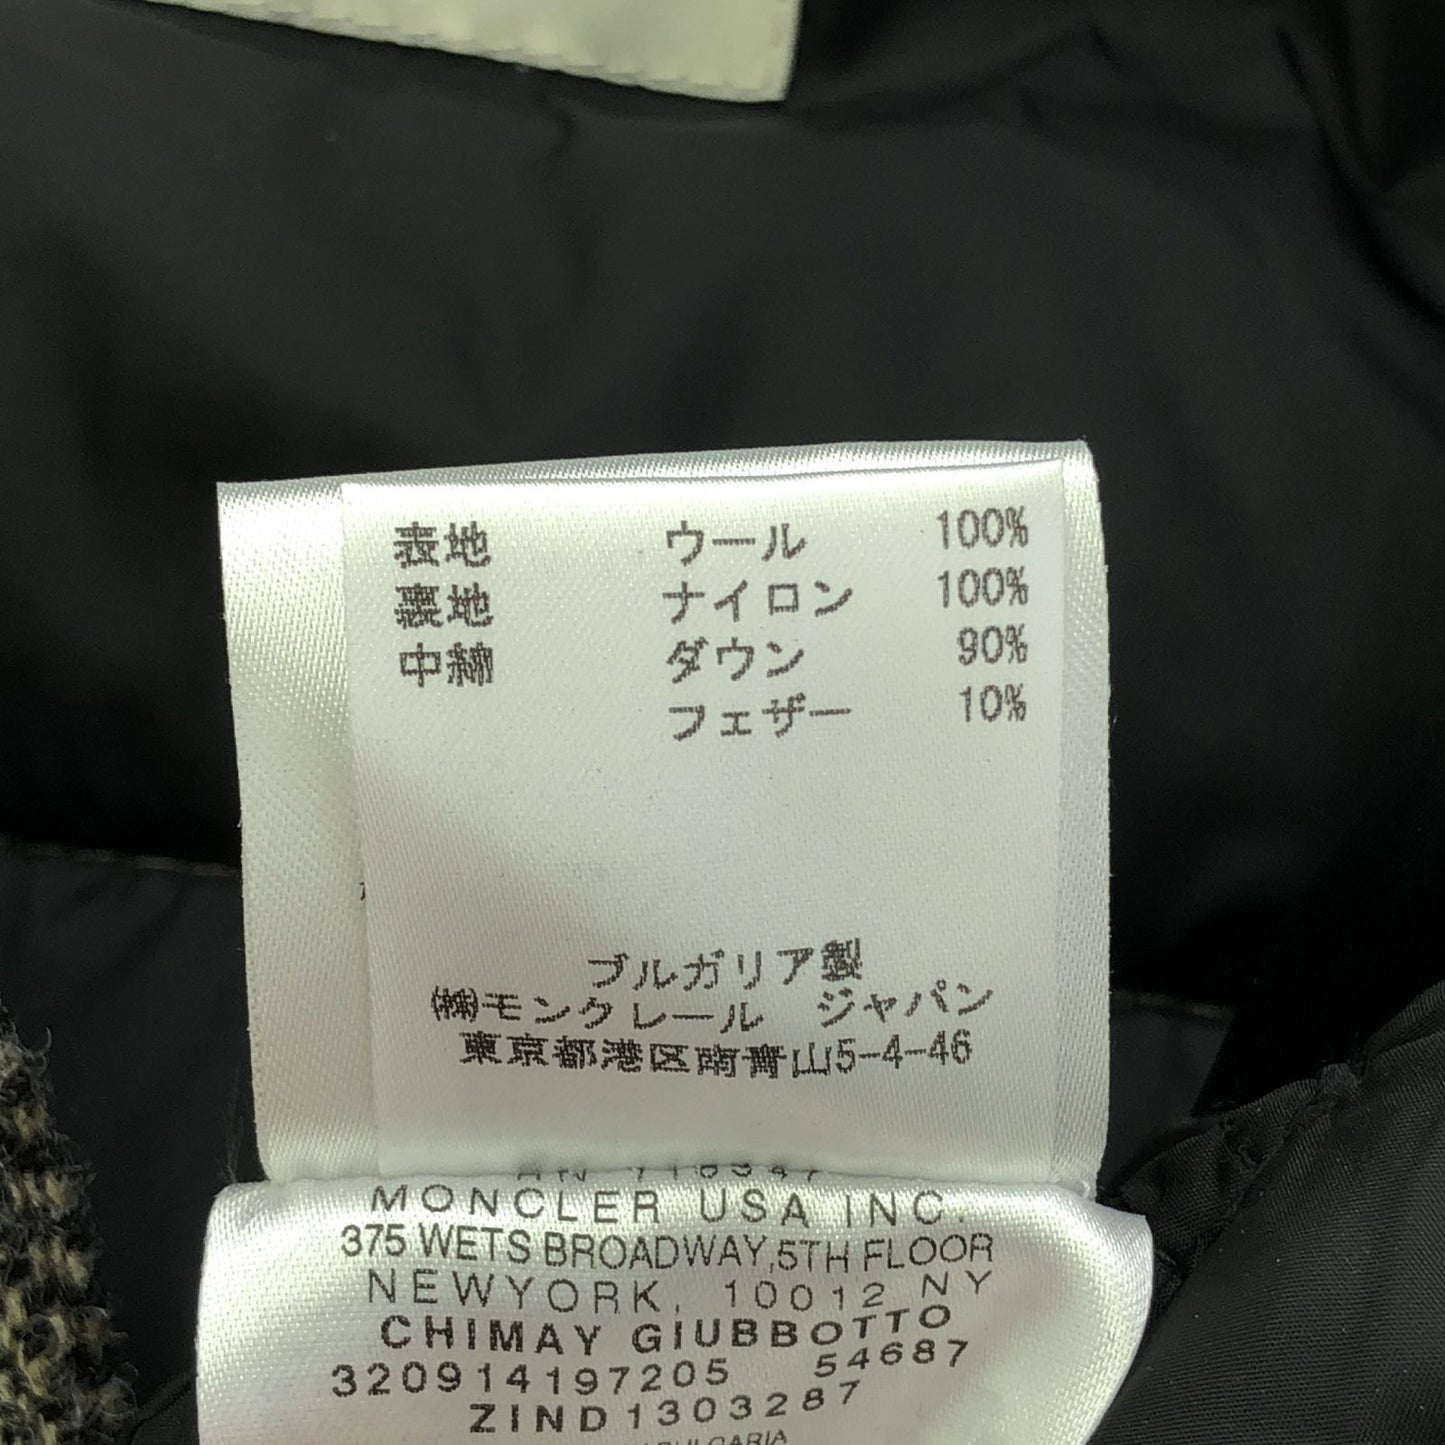 表地 ウール 100%
裏地 ナイロン 100%
中綿 ダウン 90%
フェザー 10%
ブルガリア製
㈱モンクレール ジャパン
東京都港区南青山5-4-46
MONCLER USA INC.
375 WETS BROADWAY,5TH FLOOR
NEWYORK, 10012 NY
CHIMAY GIUBBOTTO
320914197205 54687
ZIND1303287
BULGARIA